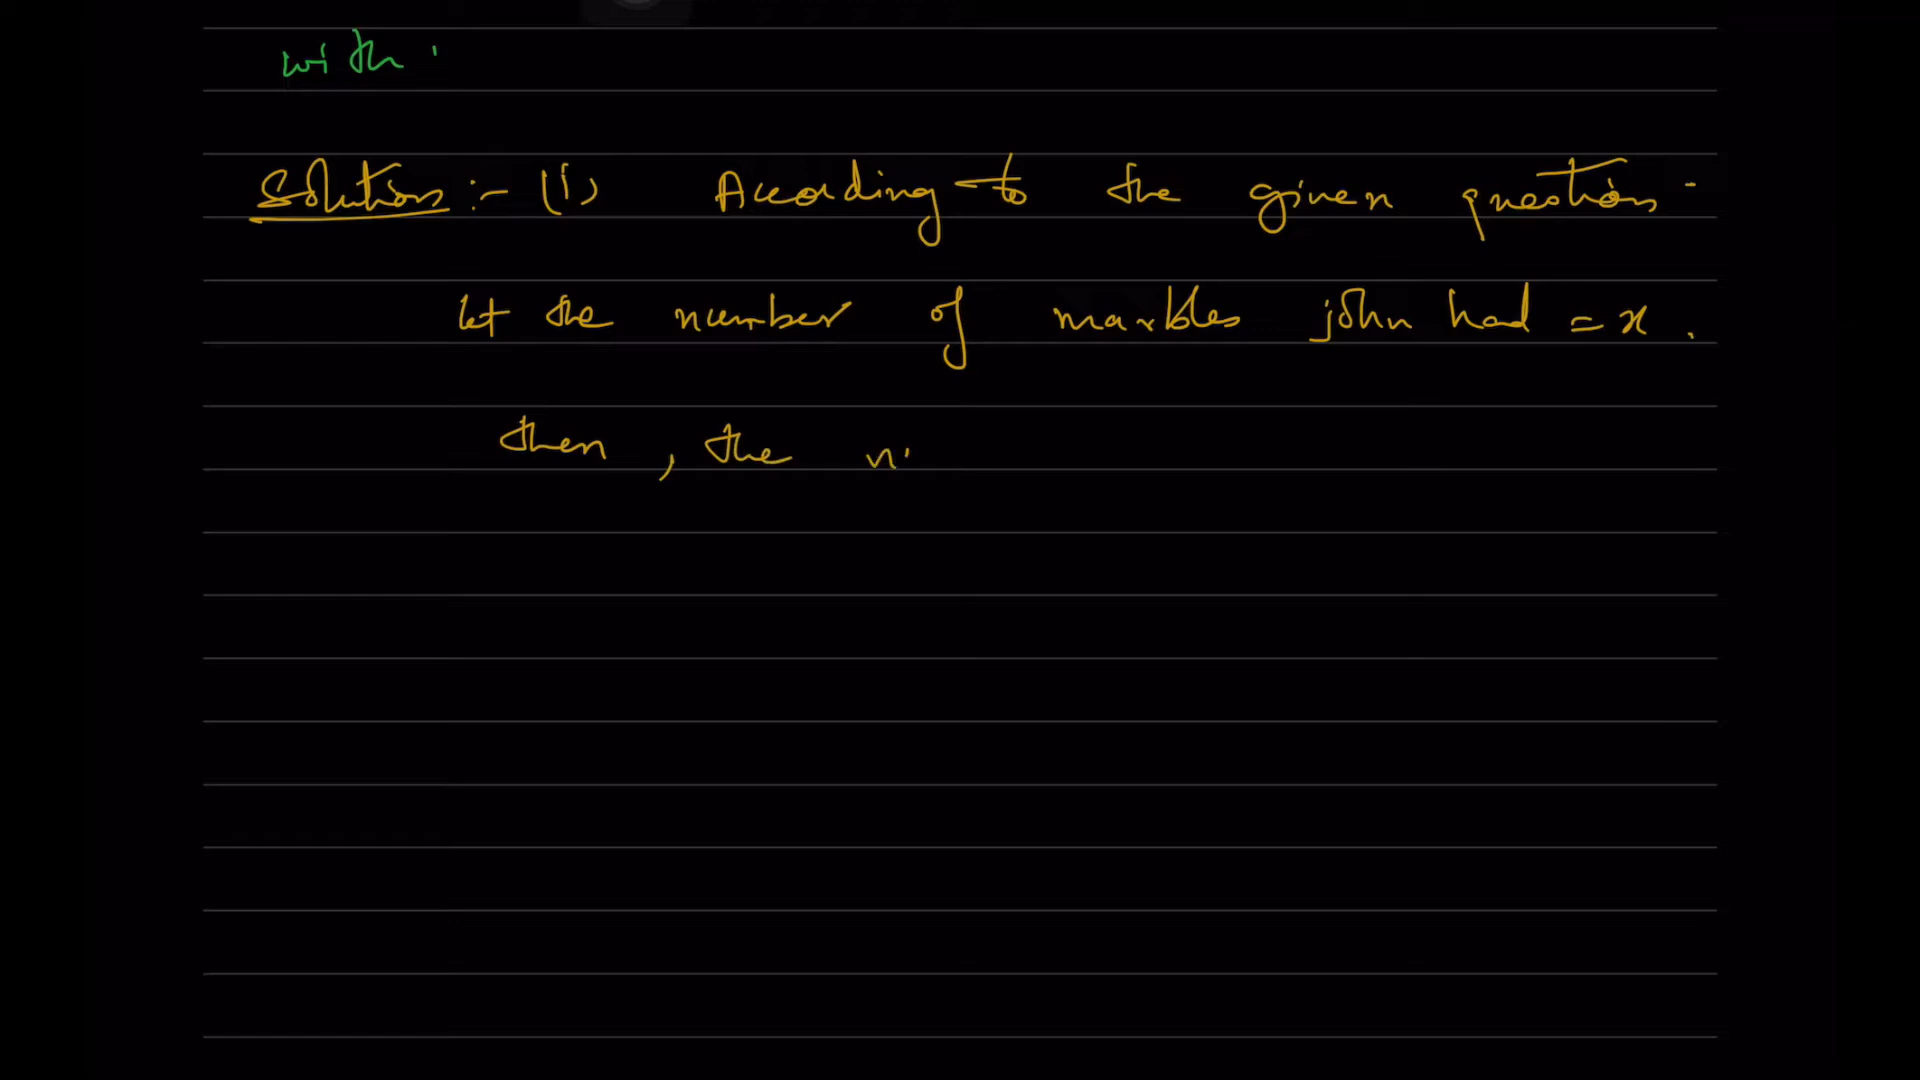 with.
Solution :- (i) According to the given question -
let the number of marbles john had = x.
then, the n